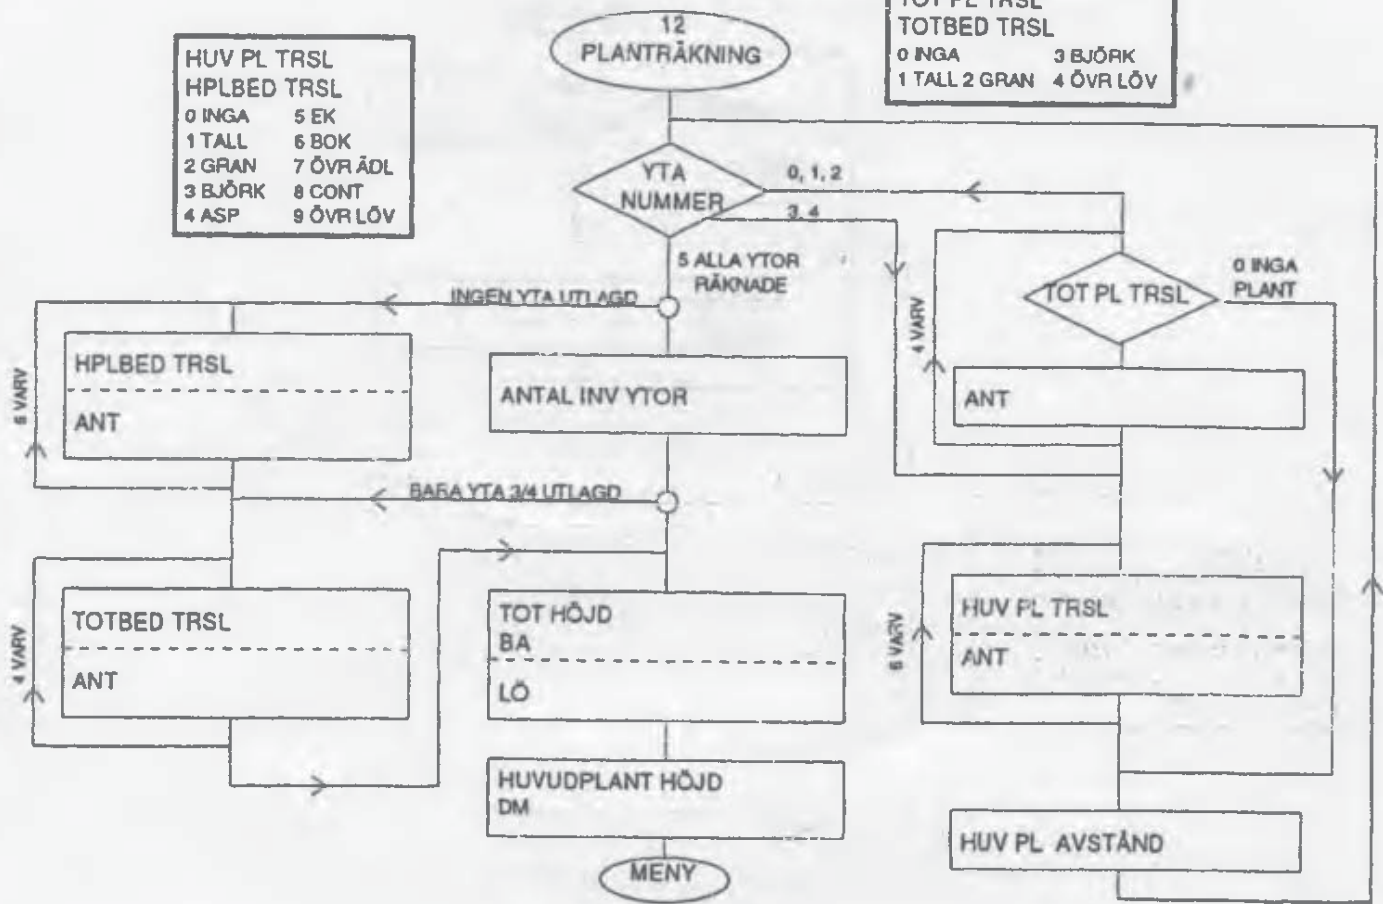 TOT PL TRSL
TOTBED TRSL
0 INGA 3 BJÖRK
1 TALL 2 GRAN 4 ÖVR LÖV
12
PLANTRÄKNING
HUV PL TRSL
HPLBED TRSL
0 INGA 5 EK
1 TALL 6 BOK
2 GRAN 7 ÖVR ÄDL
3 BJÖRK 8 CONT
4 ASP 9 ÖVR LÖV
YTA
NUMMER
0, 1, 2
3, 4
5 ALLA YTOR
RÄKNADE
INGEN YTA UTLAGD
TOT PL TRSL
0 INGA
PLANT
4 VARV
HPLBED TRSL
ANT
6 VARV
ANTAL INV YTOR
ANT
BARA YTA 3/4 UTLAGD
TOTBED TRSL
ANT
4 VARV
TOT HÖJD
BA
LÖ
HUV PL TRSL
ANT
6 VARV
HUVUDPLANT HÖJD
DM
HUV PL AVSTÅND
MENY